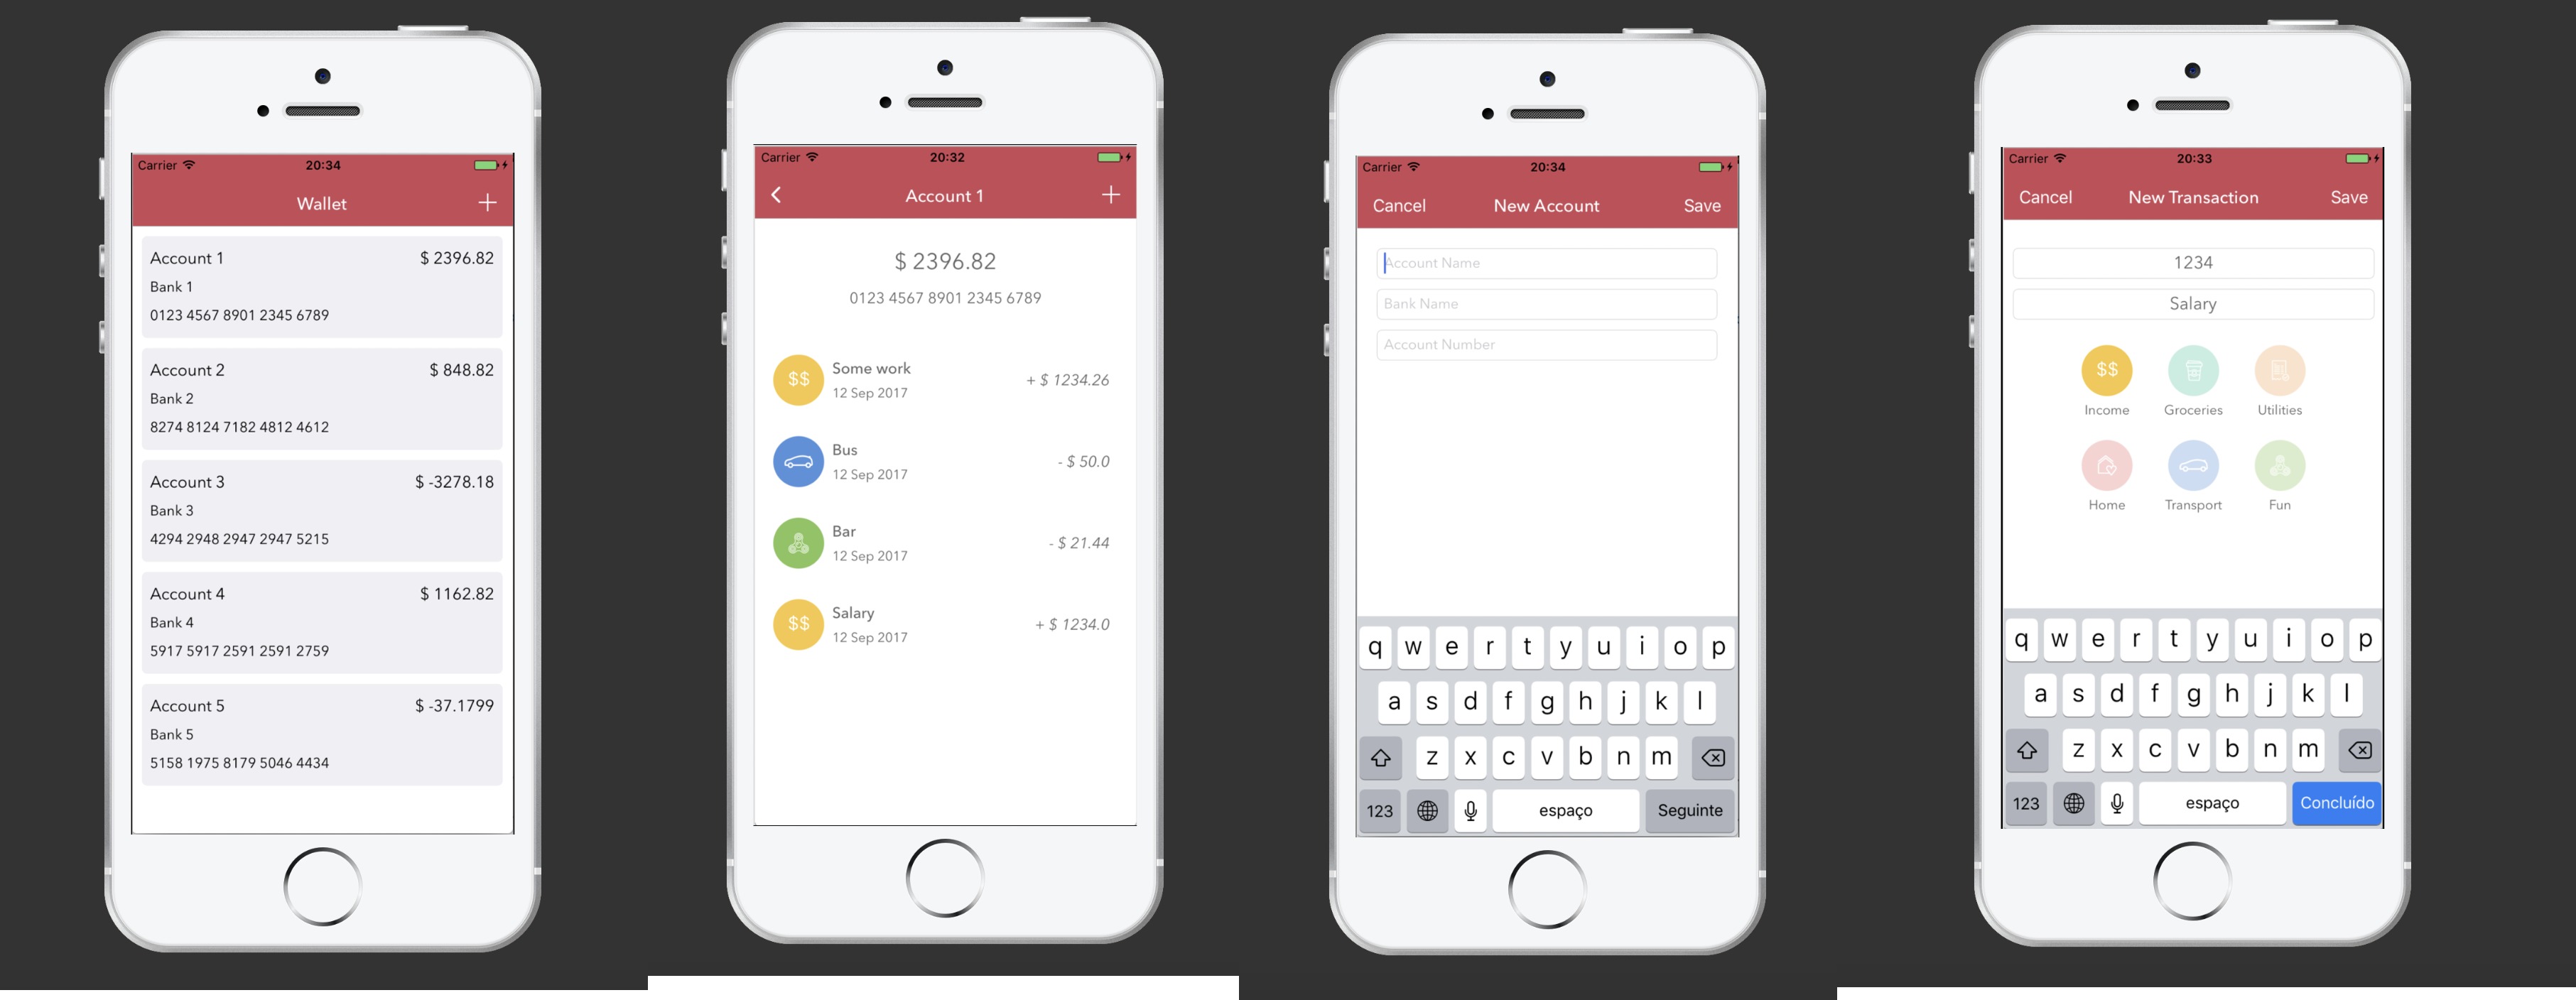 Carrier 20:34
Wallet +
Account 1 $ 2396.82
Bank 1
0123 4567 8901 2345 6789
Account 2 $ 848.82
Bank 2
8274 8124 7182 4812 4612
Account 3 $ -3278.18
Bank 3
4294 2948 2947 2947 5215
Account 4 $ 1162.82
Bank 4
5917 5917 2591 2591 2759
Account 5 $ -37.1799
Bank 5
5158 1975 8179 5046 4434
Carrier 20:32
Account 1 +
$ 2396.82
0123 4567 8901 2345 6789
$$ Some work
12 Sep 2017 + $ 1234.26
Bus
12 Sep 2017 - $ 50.0
Bar
12 Sep 2017 - $ 21.44
$$ Salary
12 Sep 2017 + $ 1234.0
Carrier 20:34
Cancel New Account Save
Account Name
Bank Name
Account Number
q w e r t y u i o p
a s d f g h j k l
z x c v b n m
123 espaço Seguinte
Carrier 20:33
Cancel New Transaction Save
1234
Salary
$$
Income Groceries Utilities
Home Transport Fun
q w e r t y u i o p
a s d f g h j k l
z x c v b n m
123 espaço Concluído